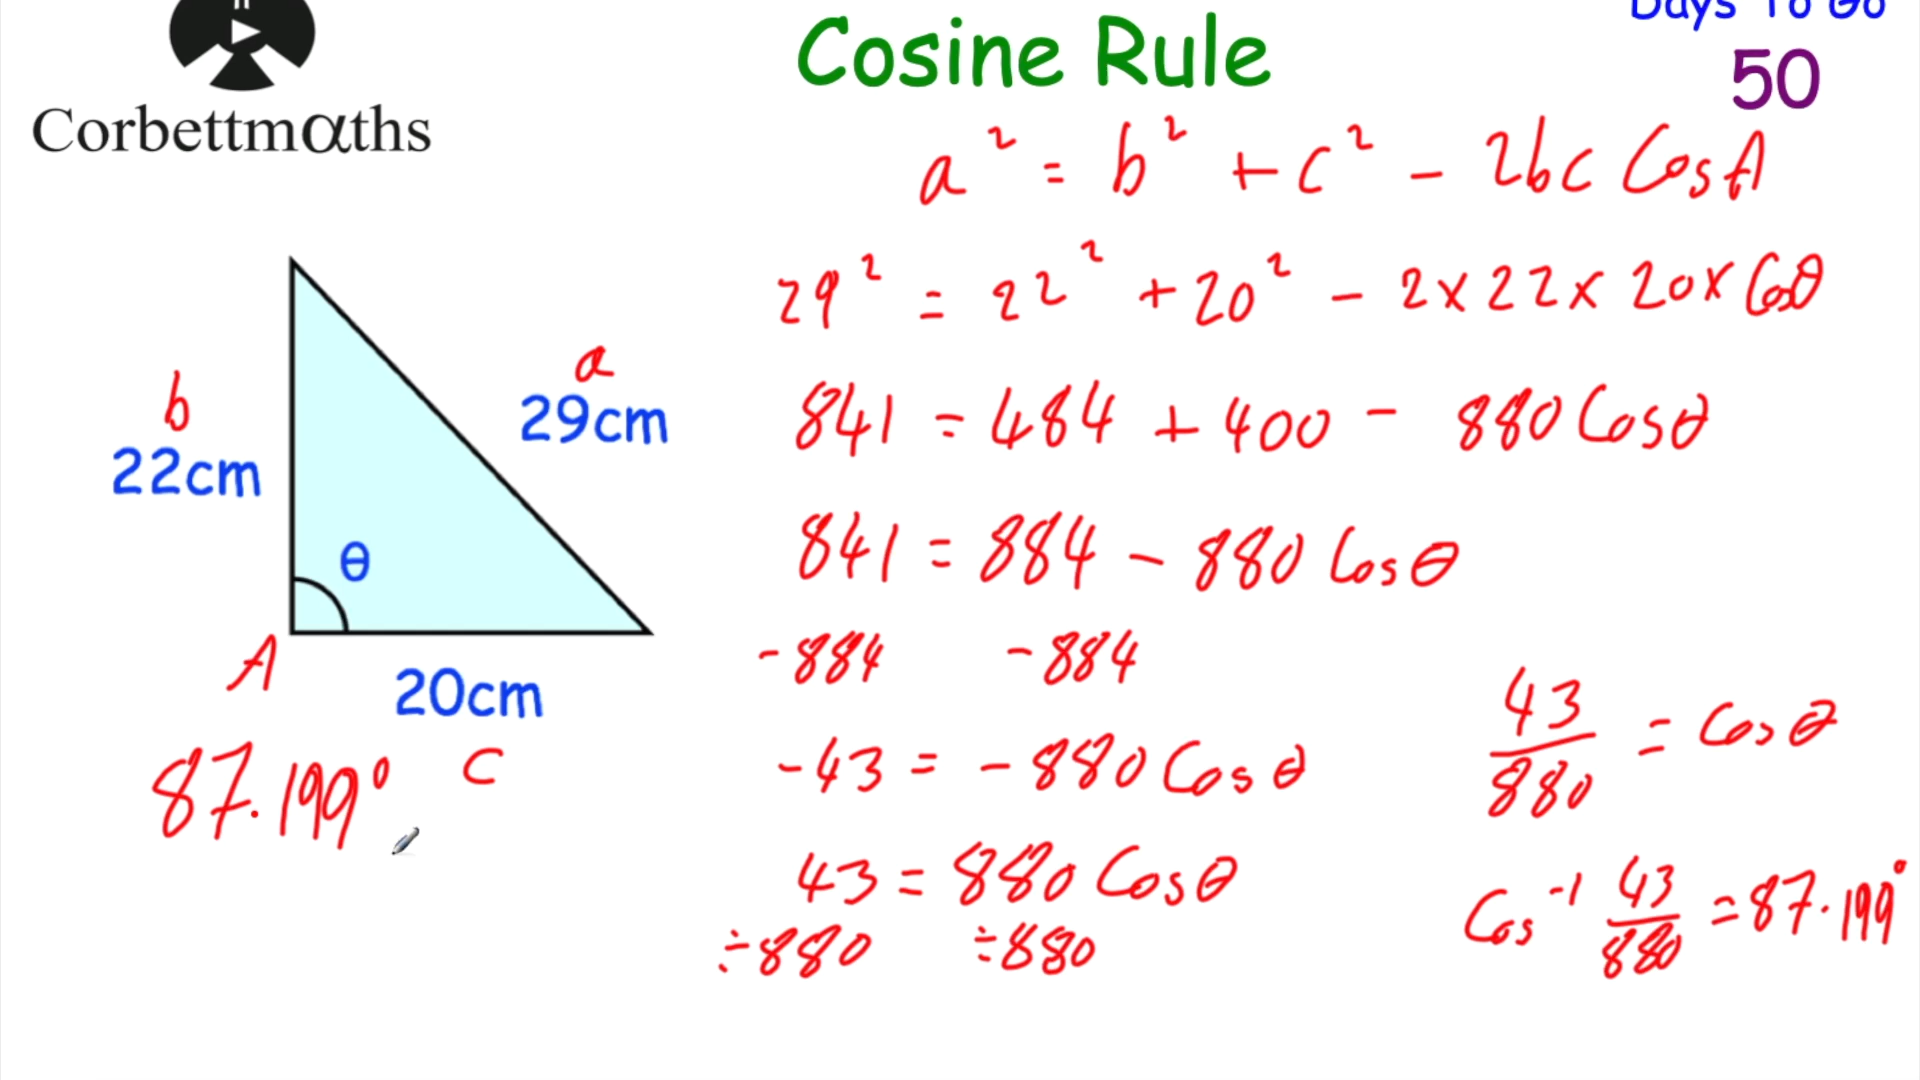 Days To Go
Cosine Rule
50
Corbettmαths
a² = b² + c² - 2bc CosA
29² = 22² + 20² - 2 x 22 x 20 x Cosθ
a
b
29cm
841 = 484 + 400 - 880 Cosθ
22cm
θ
841 = 884 - 880 Cosθ
A
-884 -884
20cm
43/880 = Cosθ
c
-43 = -880 Cosθ
87.199°
43 = 880 Cosθ
÷880 ÷880
Cos⁻¹ 43/880 = 87.199°